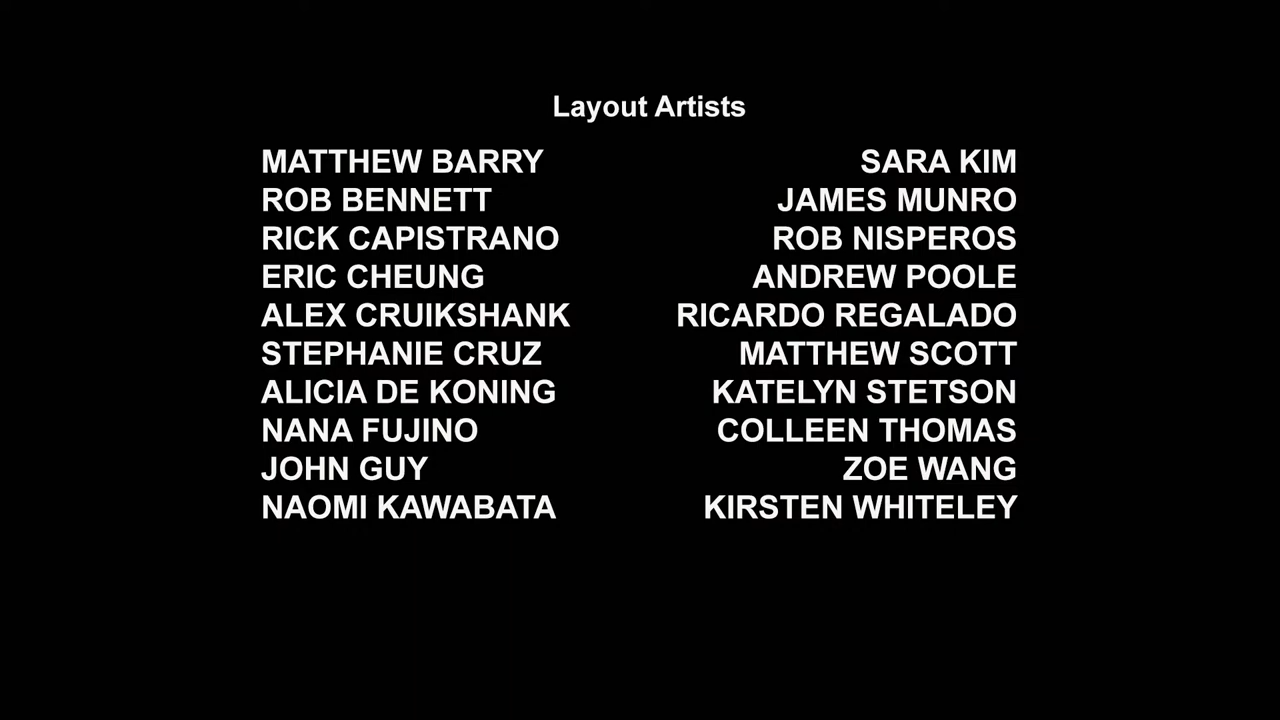 Layout Artists
MATTHEW BARRY
ROB BENNETT
RICK CAPISTRANO
ERIC CHEUNG
ALEX CRUIKSHANK
STEPHANIE CRUZ
ALICIA DE KONING
NANA FUJINO
JOHN GUY
NAOMI KAWABATA
SARA KIM
JAMES MUNRO
ROB NISPEROS
ANDREW POOLE
RICARDO REGALADO
MATTHEW SCOTT
KATELYN STETSON
COLLEEN THOMAS
ZOE WANG
KIRSTEN WHITELEY